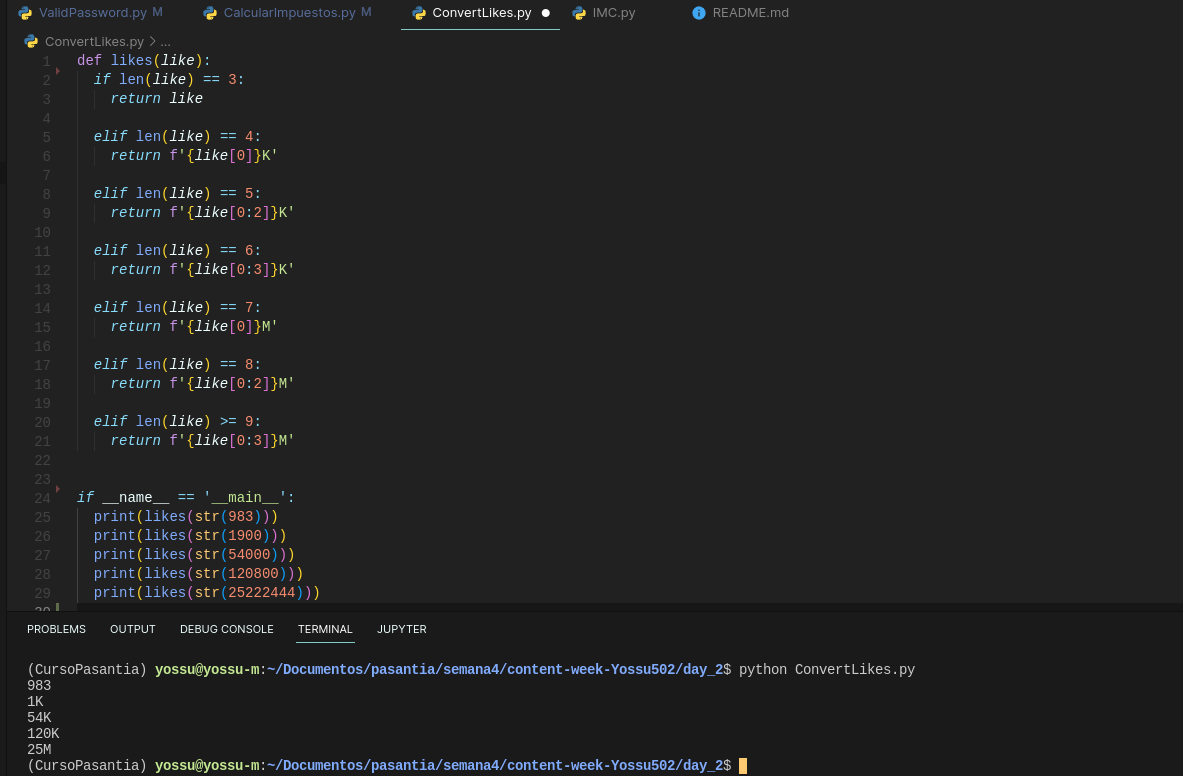 ValidPassword.py M CalcularImpuestos.py M ConvertLikes.py IMC.py README.md
ConvertLikes.py > ...
1 def likes(like):
2 if len(like) == 3:
3 return like
4
5 elif len(like) == 4:
6 return f'{like[0]}K'
7
8 elif len(like) == 5:
9 return f'{like[0:2]}K'
10
11 elif len(like) == 6:
12 return f'{like[0:3]}K'
13
14 elif len(like) == 7:
15 return f'{like[0]}M'
16
17 elif len(like) == 8:
18 return f'{like[0:2]}M'
19
20 elif len(like) >= 9:
21 return f'{like[0:3]}M'
22
23
24 if __name__ == '__main__':
25 print(likes(str(983)))
26 print(likes(str(1900)))
27 print(likes(str(54000)))
28 print(likes(str(120800)))
29 print(likes(str(25222444)))
30
PROBLEMS OUTPUT DEBUG CONSOLE TERMINAL JUPYTER
(CursoPasantia) yossu@yossu-m:~/Documentos/pasantia/semana4/content-week-Yossu502/day_2$ python ConvertLikes.py
983
1K
54K
120K
25M
(CursoPasantia) yossu@yossu-m:~/Documentos/pasantia/semana4/content-week-Yossu502/day_2$